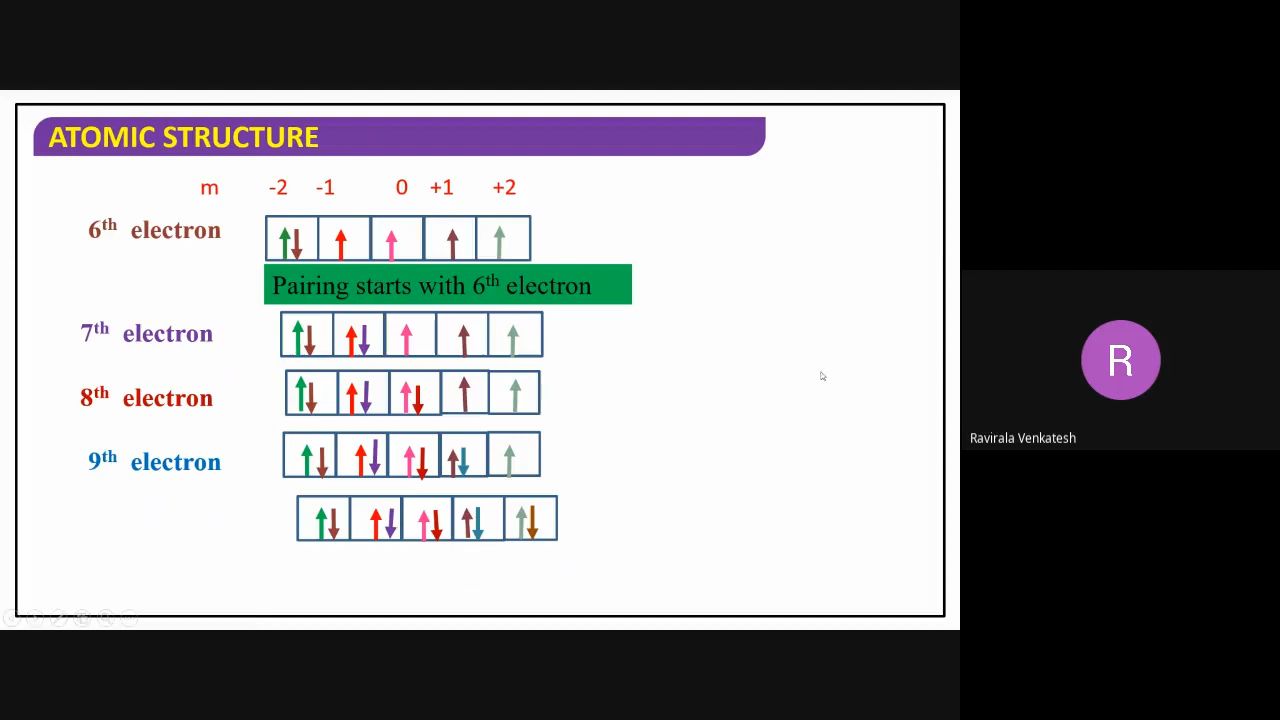 ATOMIC STRUCTURE
m -2 -1 0 +1 +2
6th electron
Pairing starts with 6th electron
7th electron
8th electron
9th electron
R
Ravirala Venkatesh